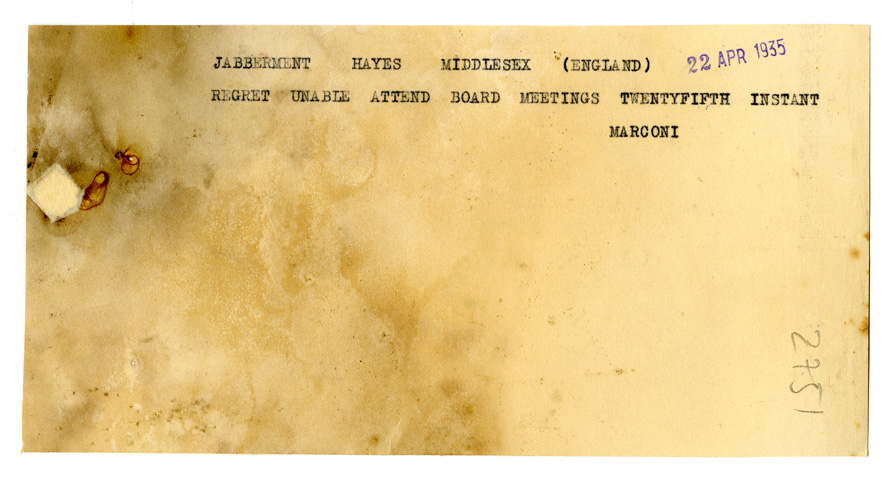 JABBERMENT HAYES MIDDLESEX (ENGLAND) 22 APR 1935
REGRET UNABLE ATTEND BOARD MEETINGS TWENTYFIFTH INSTANT
MARCONI
2751